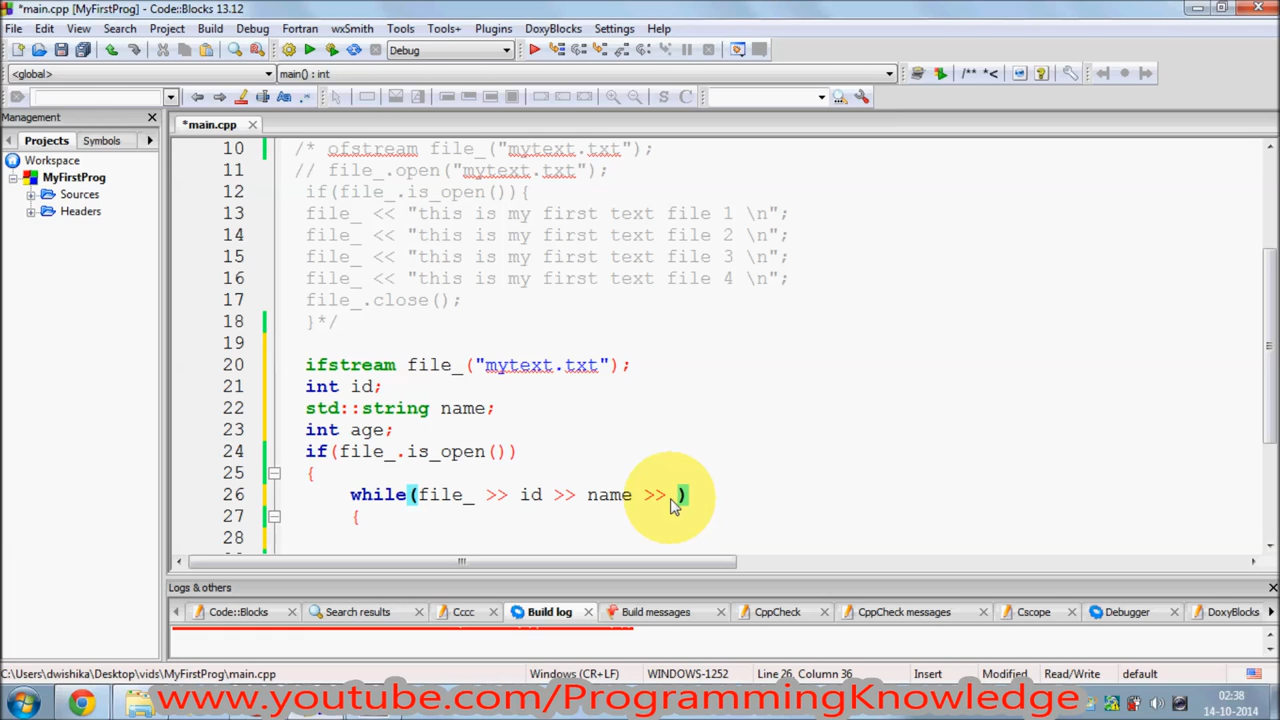 *main.cpp [MyFirstProg] - Code::Blocks 13.12
File Edit View Search Project Build Debug Fortran wxSmith Tools Tools+ Plugins DoxyBlocks Settings Help
Debug
<global> main() : int /** *<
Management
*main.cpp
Projects Symbols
Workspace
MyFirstProg
Sources
Headers
10 /* ofstream file_("mytext.txt");
11 // file_.open("mytext.txt");
12 if(file_.is_open()){
13 file_ << "this is my first text file 1 \n";
14 file_ << "this is my first text file 2 \n";
15 file_ << "this is my first text file 3 \n";
16 file_ << "this is my first text file 4 \n";
17 file_.close();
18 }*/
19
20 ifstream file_("mytext.txt");
21 int id;
22 std::string name;
23 int age;
24 if(file_.is_open())
25 {
26 while(file_ >> id >> name >> )
27 {
28
Logs & others
Code::Blocks Search results Cccc Build log Build messages CppCheck CppCheck messages Cscope Debugger DoxyBlocks
C:\Users\dwishika\Desktop\vids\MyFirstProg\main.cpp Windows (CR+LF) WINDOWS-1252 Line 26, Column 36 Insert Modified Read/Write default
www.youtube.com/ProgrammingKnowledge
02:38
14-10-2014